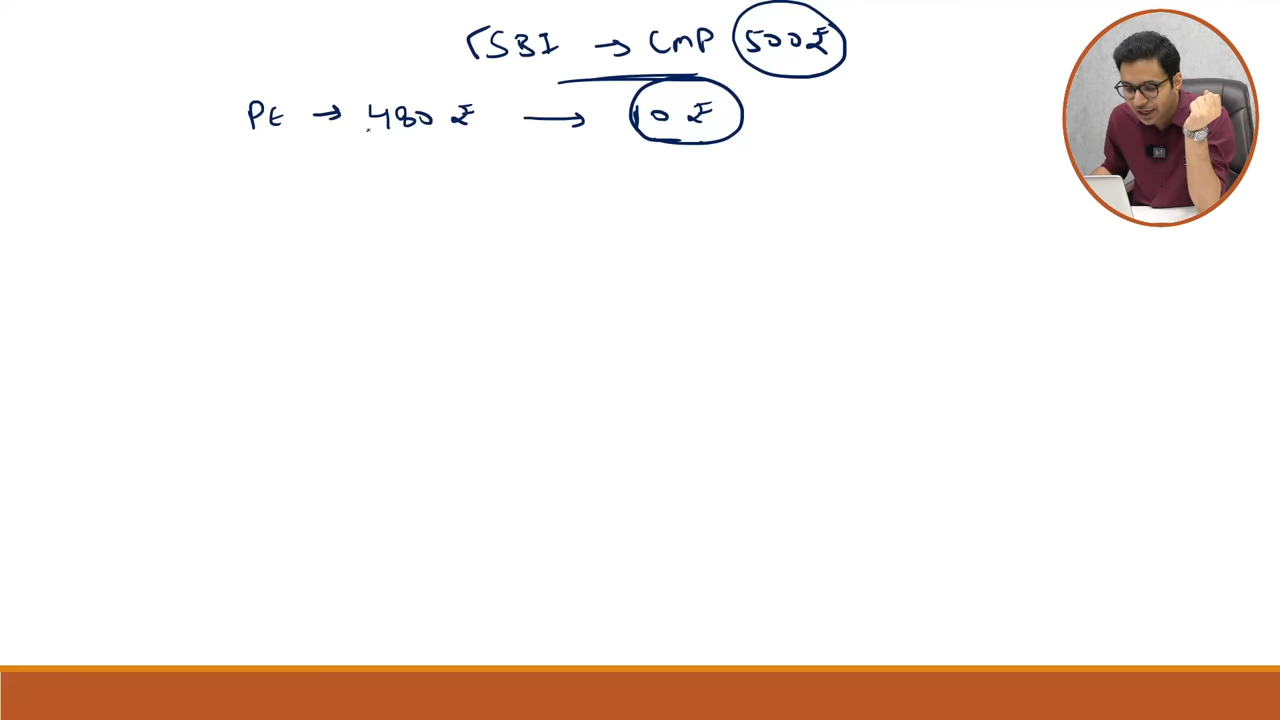 SBI → CMP 500₹
PE → 480 ₹ → 10 ₹